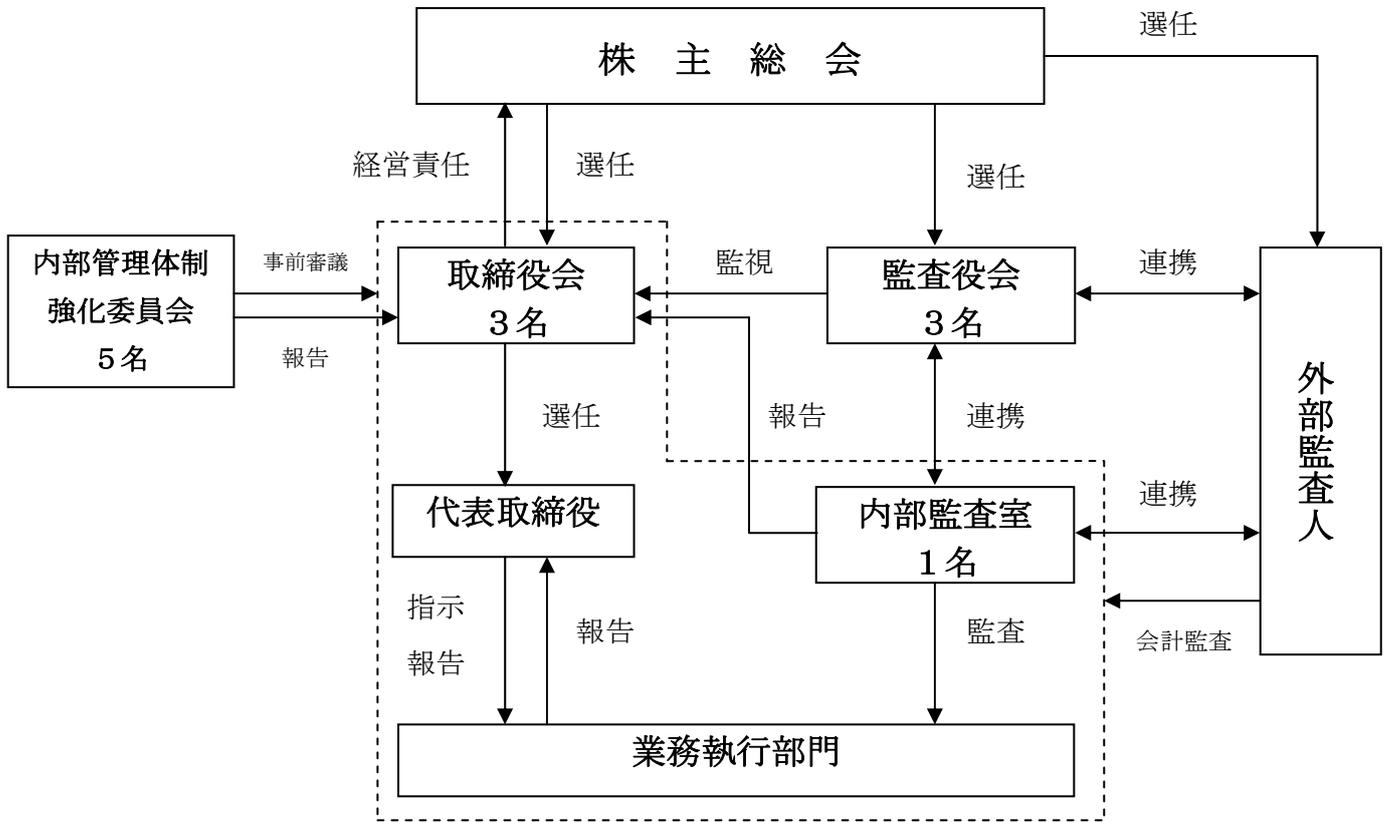 選任
株　主　総　会
経営責任
選任
選任
内部管理体制
強化委員会
５名
事前審議
報告
取締役会
３名
監視
監査役会
３名
連携
外部監査人
選任
報告
連携
代表取締役
内部監査室
１名
連携
指示
報告
報告
監査
会計監査
業務執行部門